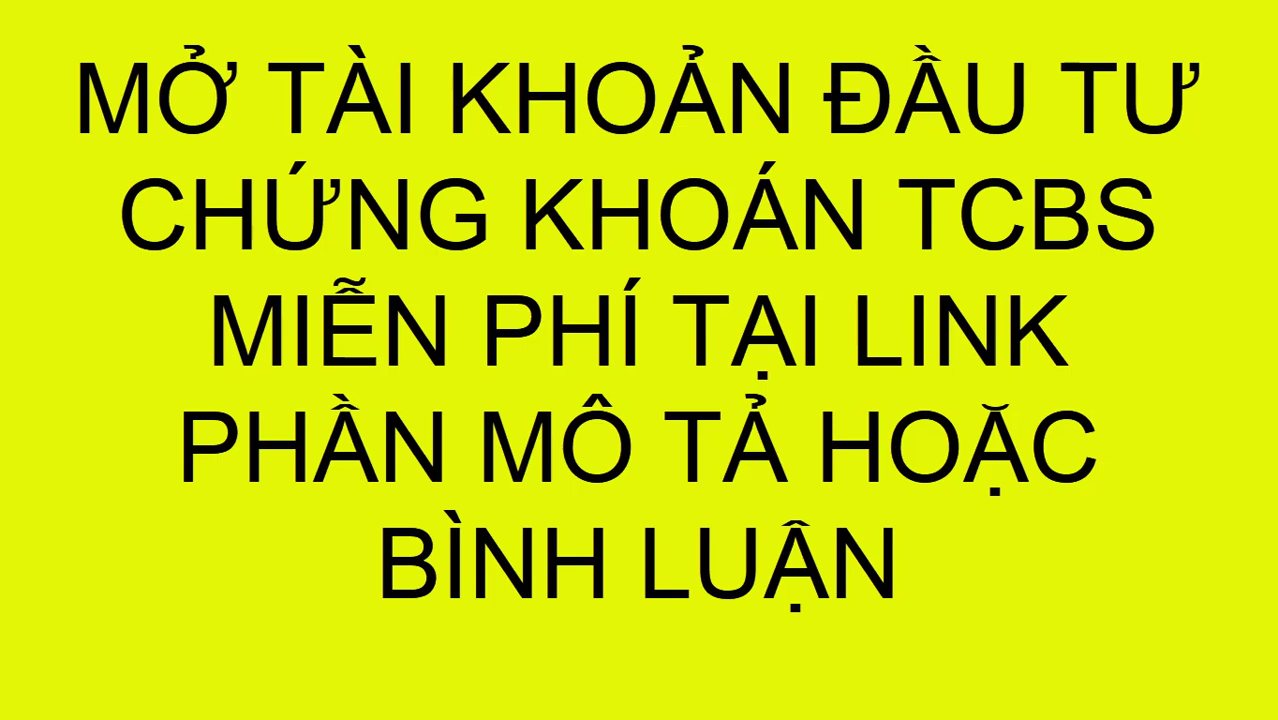 MỞ TÀI KHOẢN ĐẦU TƯ
CHỨNG KHOÁN TCBS
MIỄN PHÍ TẠI LINK
PHẦN MÔ TẢ HOẶC
BÌNH LUẬN